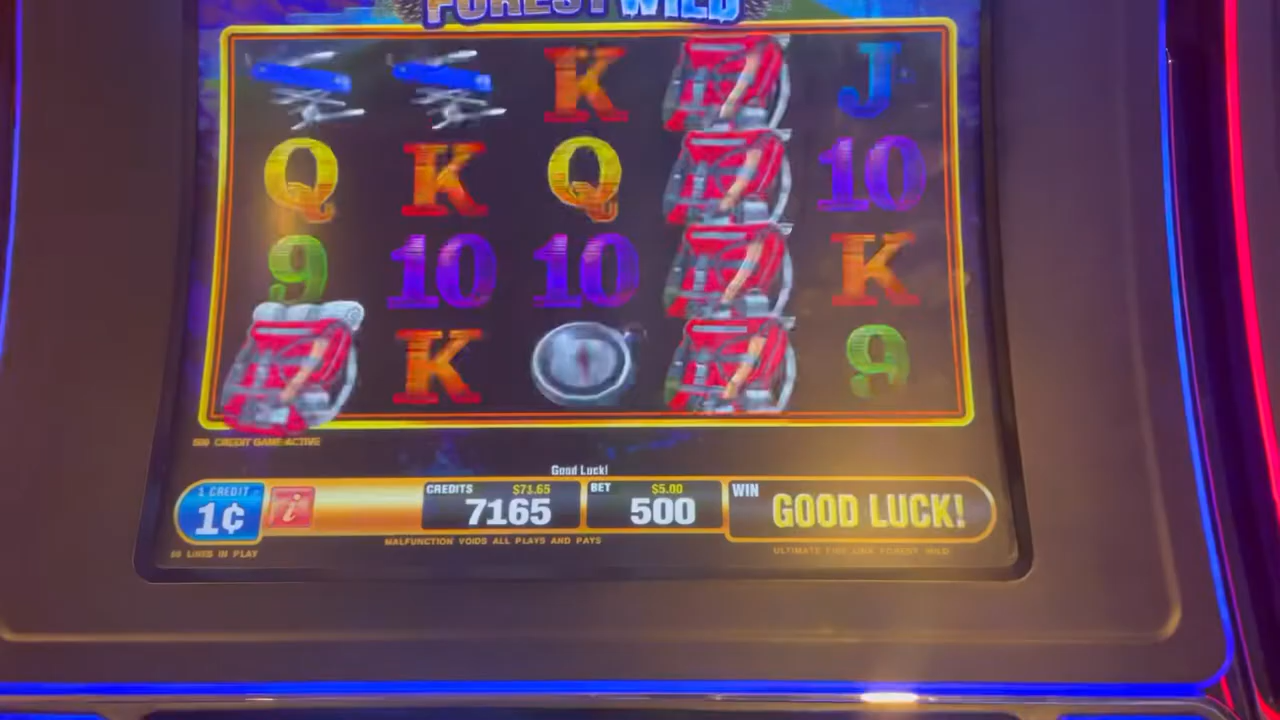 FOREST WILD
K J
Q K Q 10
9 10 10 K
K 9
500 CREDIT GAME ACTIVE
Good Luck!
1 CREDIT =
1¢
i
CREDITS $71.65
7165
BET $5.00
500
WIN
GOOD LUCK!
LINES IN PLAY
MALFUNCTION VOIDS ALL PLAYS AND PAYS
ULTIMATE FIRE LINK FOREST WILD